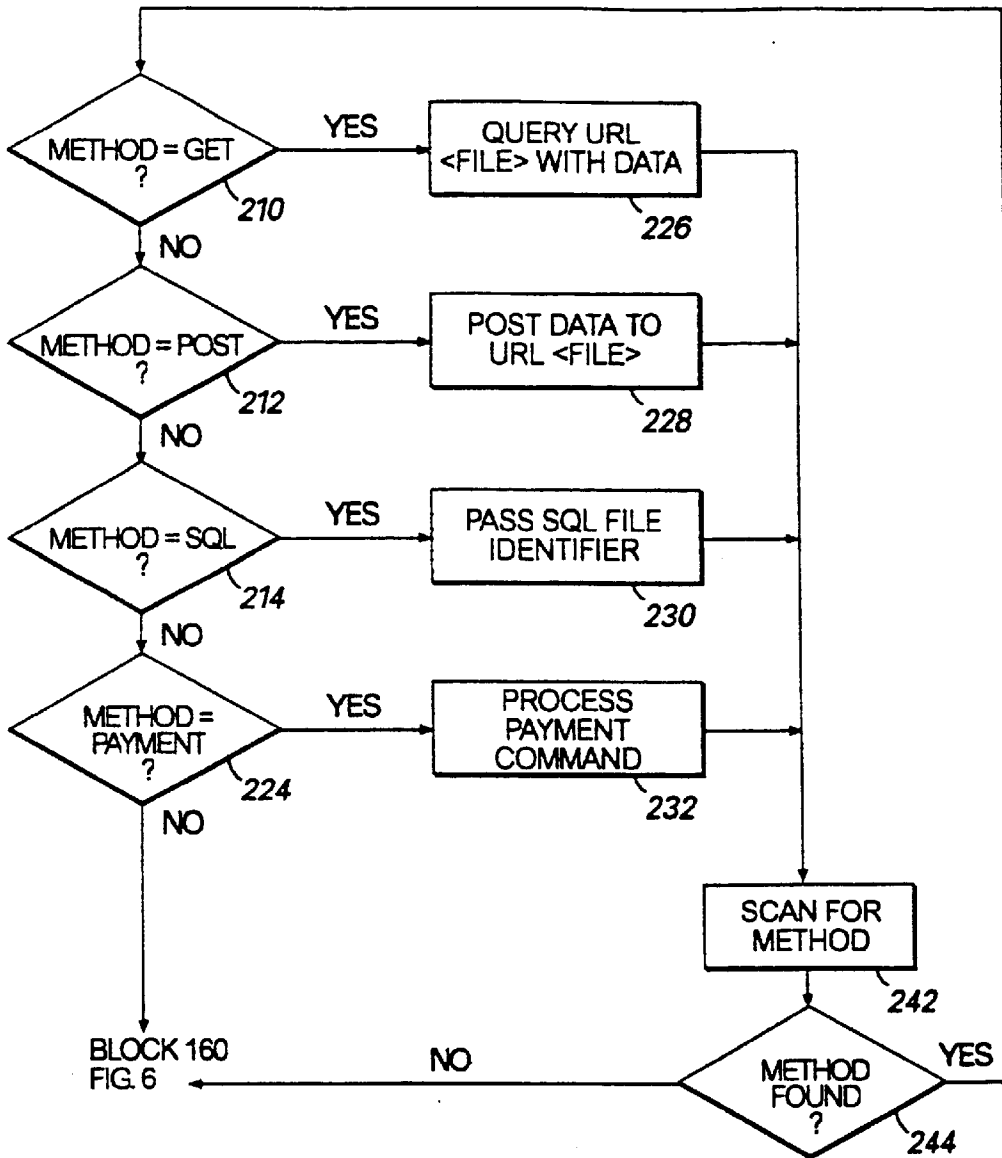 METHOD = GET
?
210
YES
QUERY URL
<FILE> WITH DATA
226
NO
METHOD = POST
?
212
YES
POST DATA TO
URL <FILE>
228
NO
METHOD = SQL
?
214
YES
PASS SQL FILE
IDENTIFIER
230
NO
METHOD =
PAYMENT
?
224
YES
PROCESS
PAYMENT
COMMAND
232
NO
SCAN FOR
METHOD
242
BLOCK 160
FIG. 6
NO
METHOD
FOUND
?
244
YES